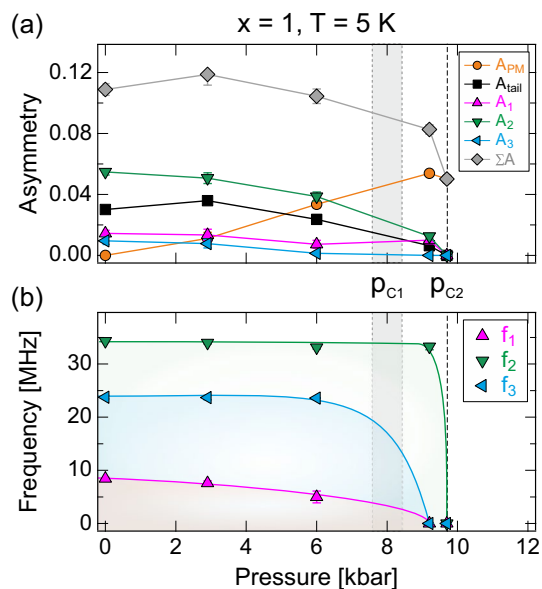 (a) x = 1, T = 5 K
Asymmetry
0.12
0.08
0.04
0.00
A_PM
A_tail
A_1
A_2
A_3
ΣA
p_C1 p_C2
(b)
Frequency [MHz]
30
20
10
0
f_1
f_2
f_3
0 2 4 6 8 10 12
Pressure [kbar]